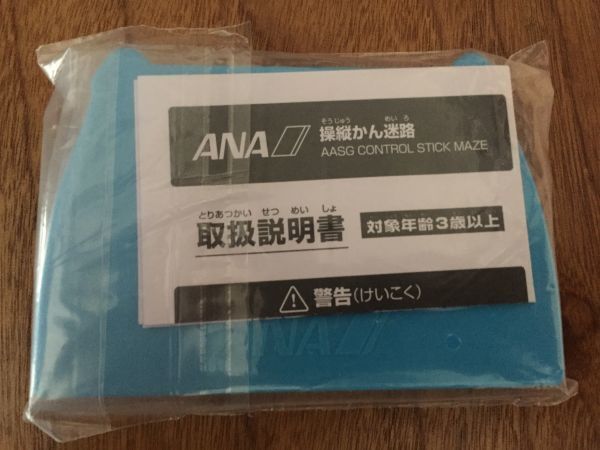 そうじゅう めいろ
ANA 操縦かん迷路
AASG CONTROL STICK MAZE
とりあつかい せつ めい しょ
取扱説明書 対象年齢3歳以上
警告(けいこく)
ANA